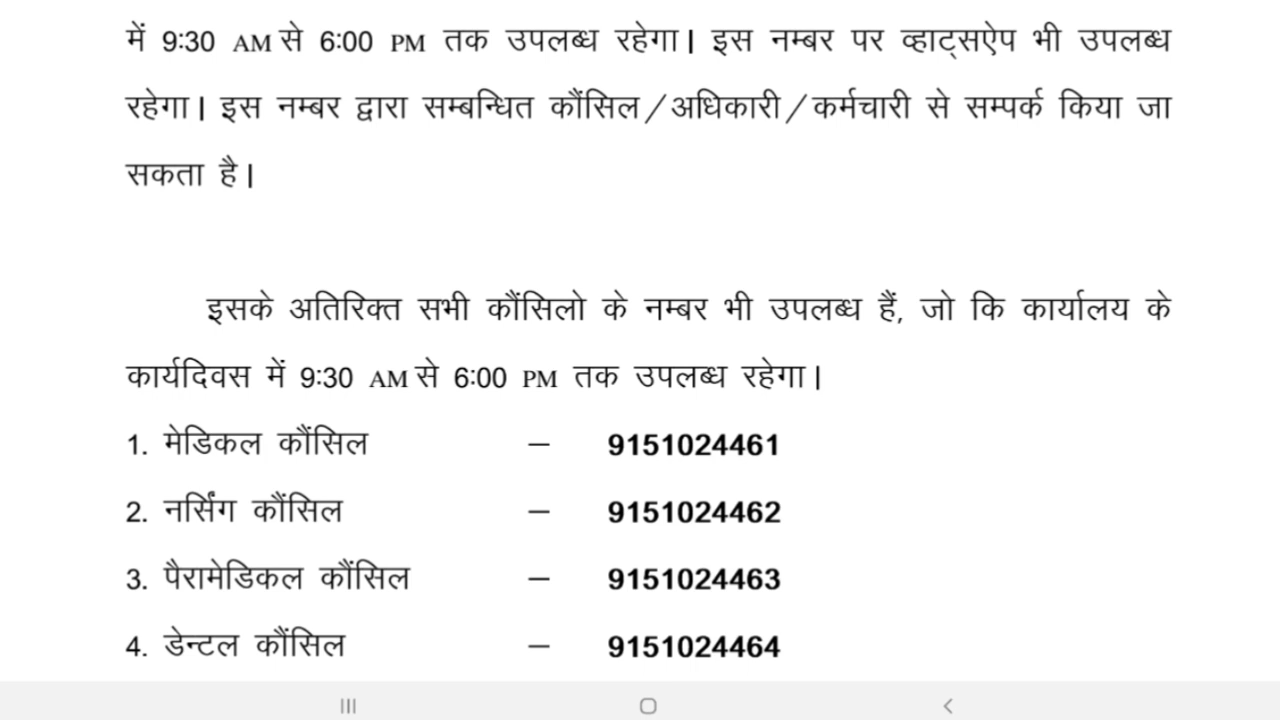 में 9:30 AM से 6:00 PM तक उपलब्ध रहेगा। इस नम्बर पर व्हाट्सऐप भी उपलब्ध
रहेगा। इस नम्बर द्वारा सम्बन्धित कौंसिल/अधिकारी/कर्मचारी से सम्पर्क किया जा
सकता है।
इसके अतिरिक्त सभी कौंसिलो के नम्बर भी उपलब्ध हैं, जो कि कार्यालय के
कार्यदिवस में 9:30 AM से 6:00 PM तक उपलब्ध रहेगा।
1. मेडिकल कौंसिल – 9151024461
2. नर्सिंग कौंसिल – 9151024462
3. पैरामेडिकल कौंसिल – 9151024463
4. डेन्टल कौंसिल – 9151024464